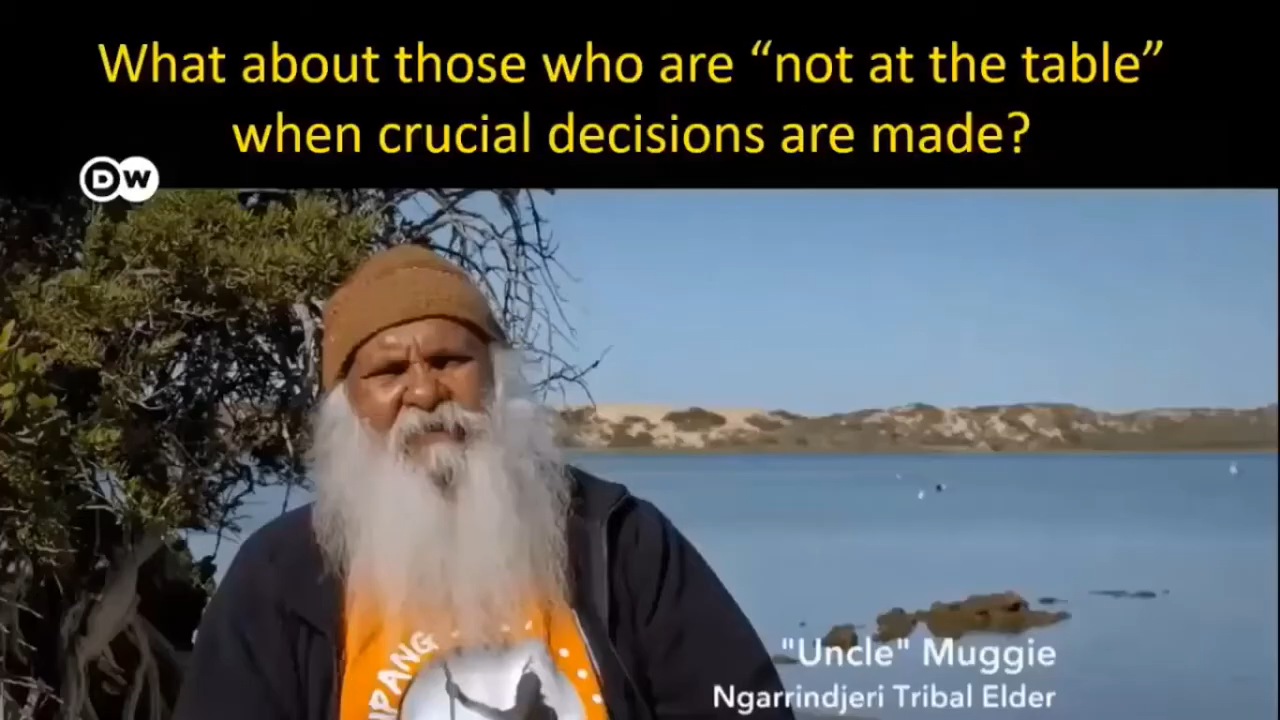 What about those who are “not at the table”
when crucial decisions are made?
DW
"Uncle" Muggie
Ngarrindjeri Tribal Elder